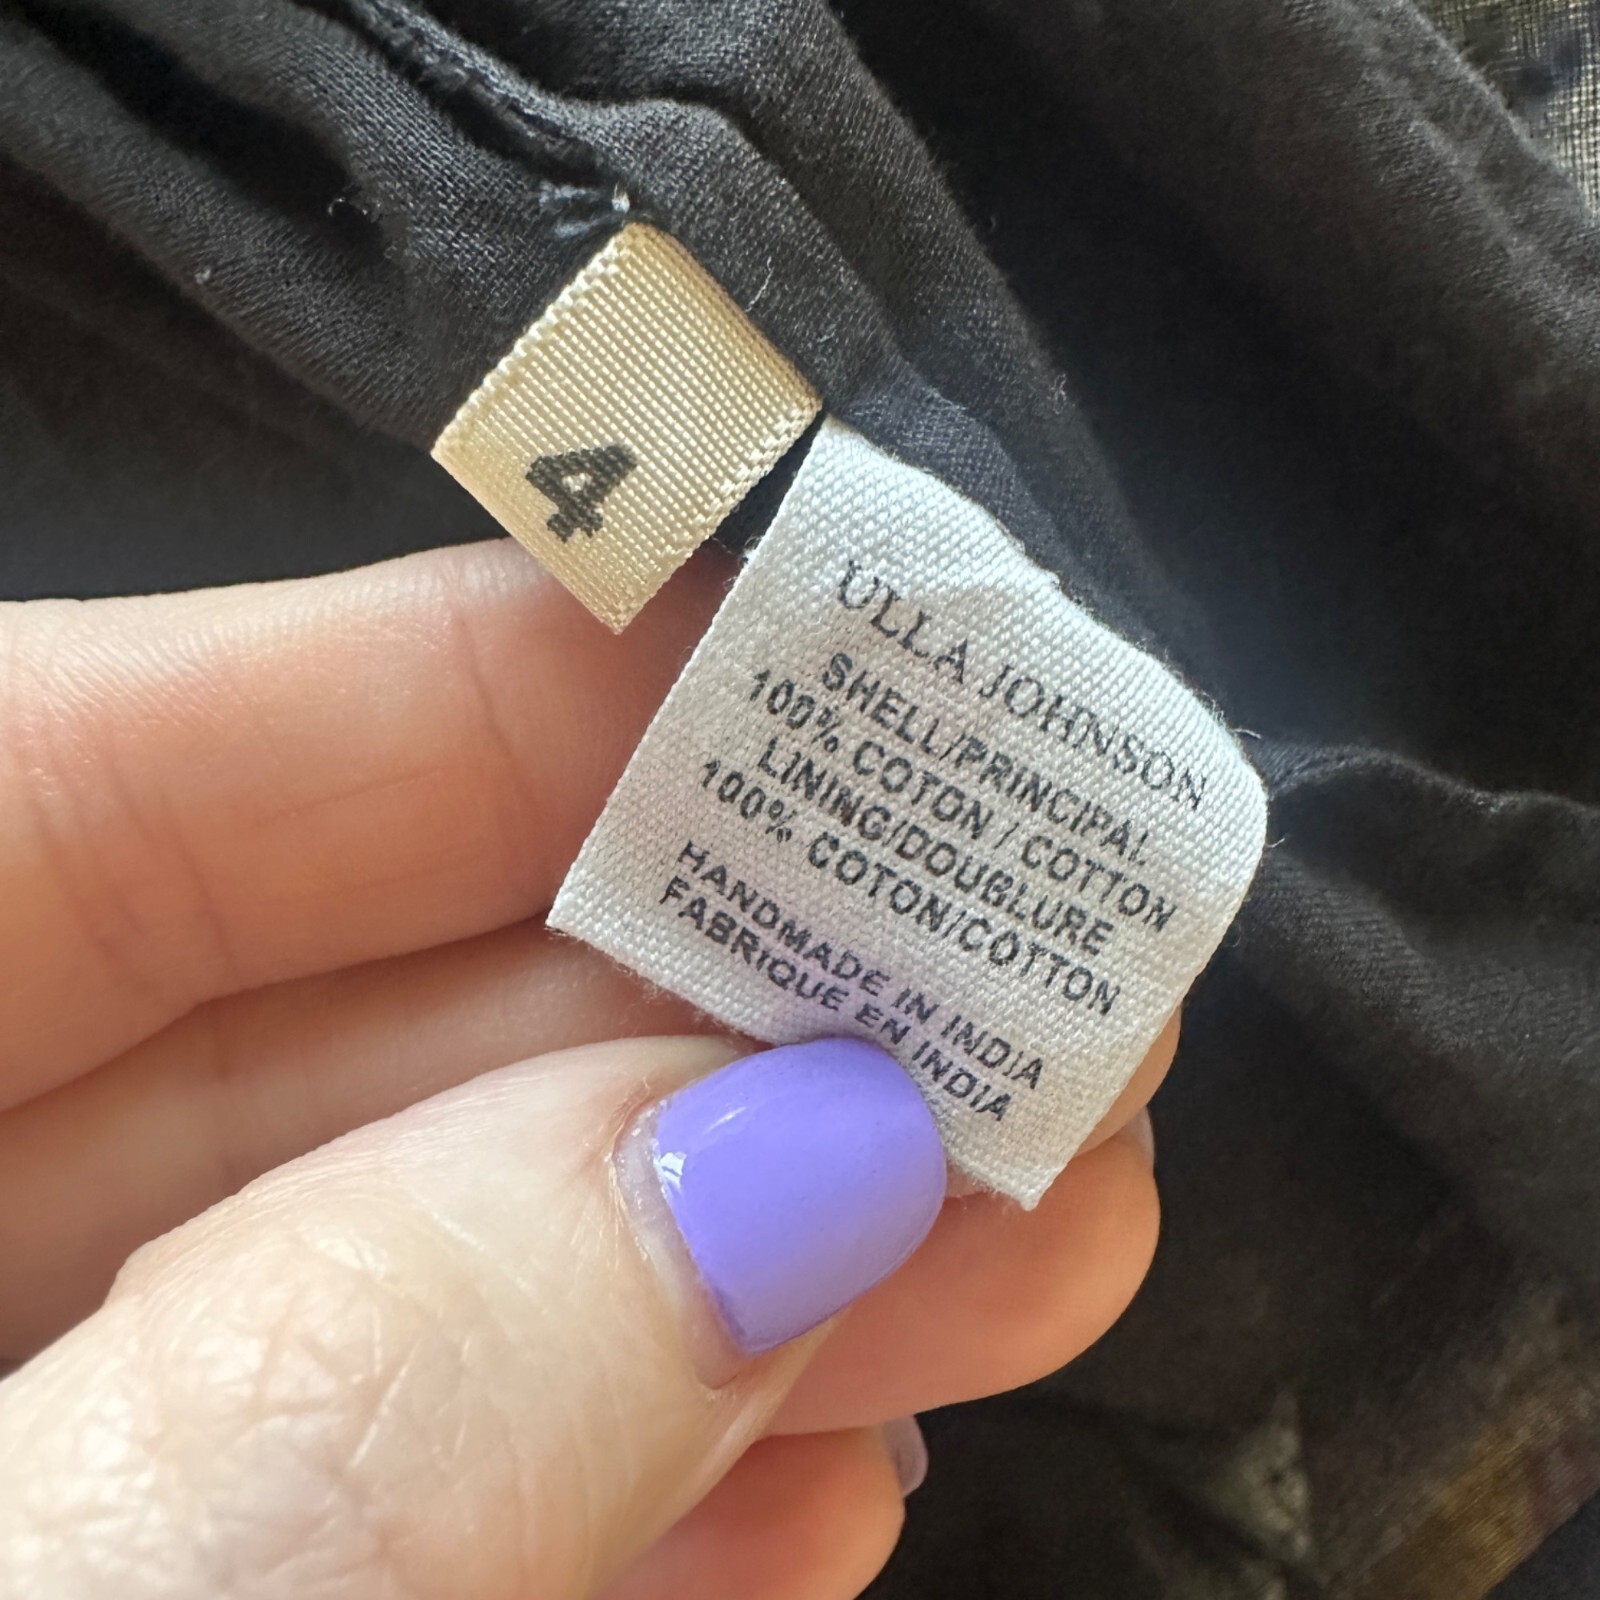 4
ULLA JOHNSON
SHELL/PRINCIPAL
100% COTON / COTTON
LINING/DOUBLURE
100% COTON/COTTON
HANDMADE IN INDIA
FABRIQUE EN INDIA